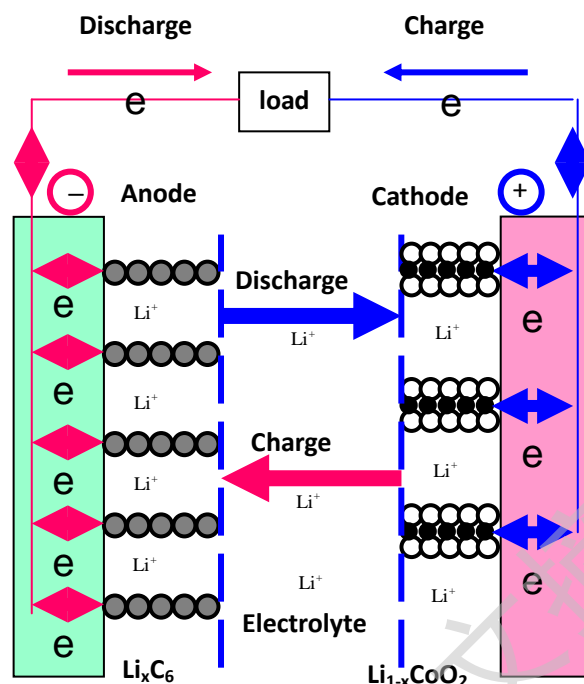 Discharge Charge
e load e
− Anode Cathode +
e Li⁺ Discharge Li⁺ Li⁺ e
e Li⁺
e Li⁺ Charge Li⁺ Li⁺ e
e Li⁺ Li⁺ Li⁺ e
e Electrolyte
LiₓC₆ Li₁₋ₓCoO₂